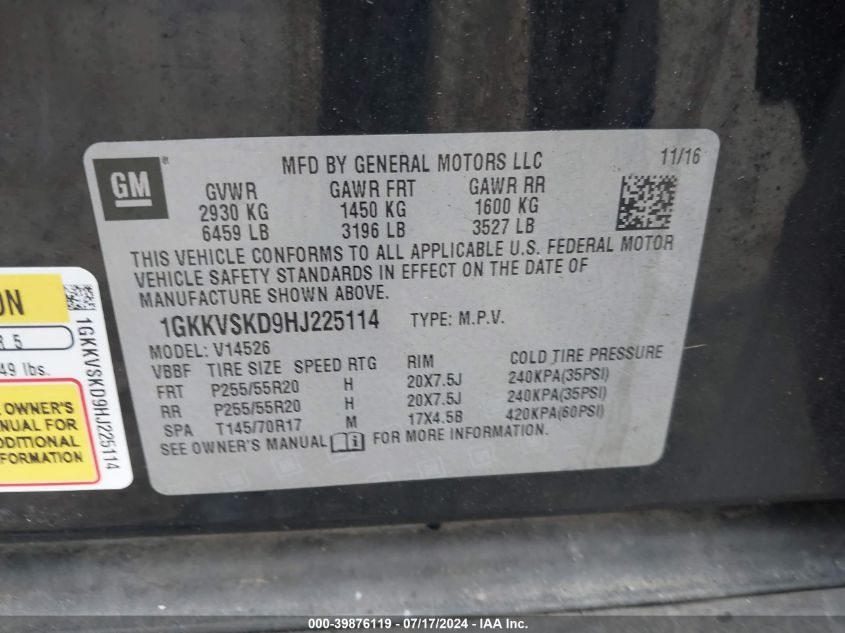 GM
MFD BY GENERAL MOTORS LLC
11/16
GVWR GAWR FRT GAWR RR
2930 KG 1450 KG 1600 KG
6459 LB 3196 LB 3527 LB
THIS VEHICLE CONFORMS TO ALL APPLICABLE U.S. FEDERAL MOTOR
VEHICLE SAFETY STANDARDS IN EFFECT ON THE DATE OF
MANUFACTURE SHOWN ABOVE.
1GKKVSKD9HJ225114 TYPE: M.P.V.
MODEL: V14526
VBBF TIRE SIZE SPEED RTG RIM COLD TIRE PRESSURE
FRT P255/55R20 H 20X7.5J 240KPA(35PSI)
RR P255/55R20 H 20X7.5J 240KPA(35PSI)
SPA T145/70R17 M 17X4.5B 420KPA(60PSI)
SEE OWNER'S MANUAL FOR MORE INFORMATION.
ON
R 5
49 lbs.
OWNER'S
FOR
1GKKVSKD9HJ225114
000-39876119 - 07/17/2024 - IAA Inc.